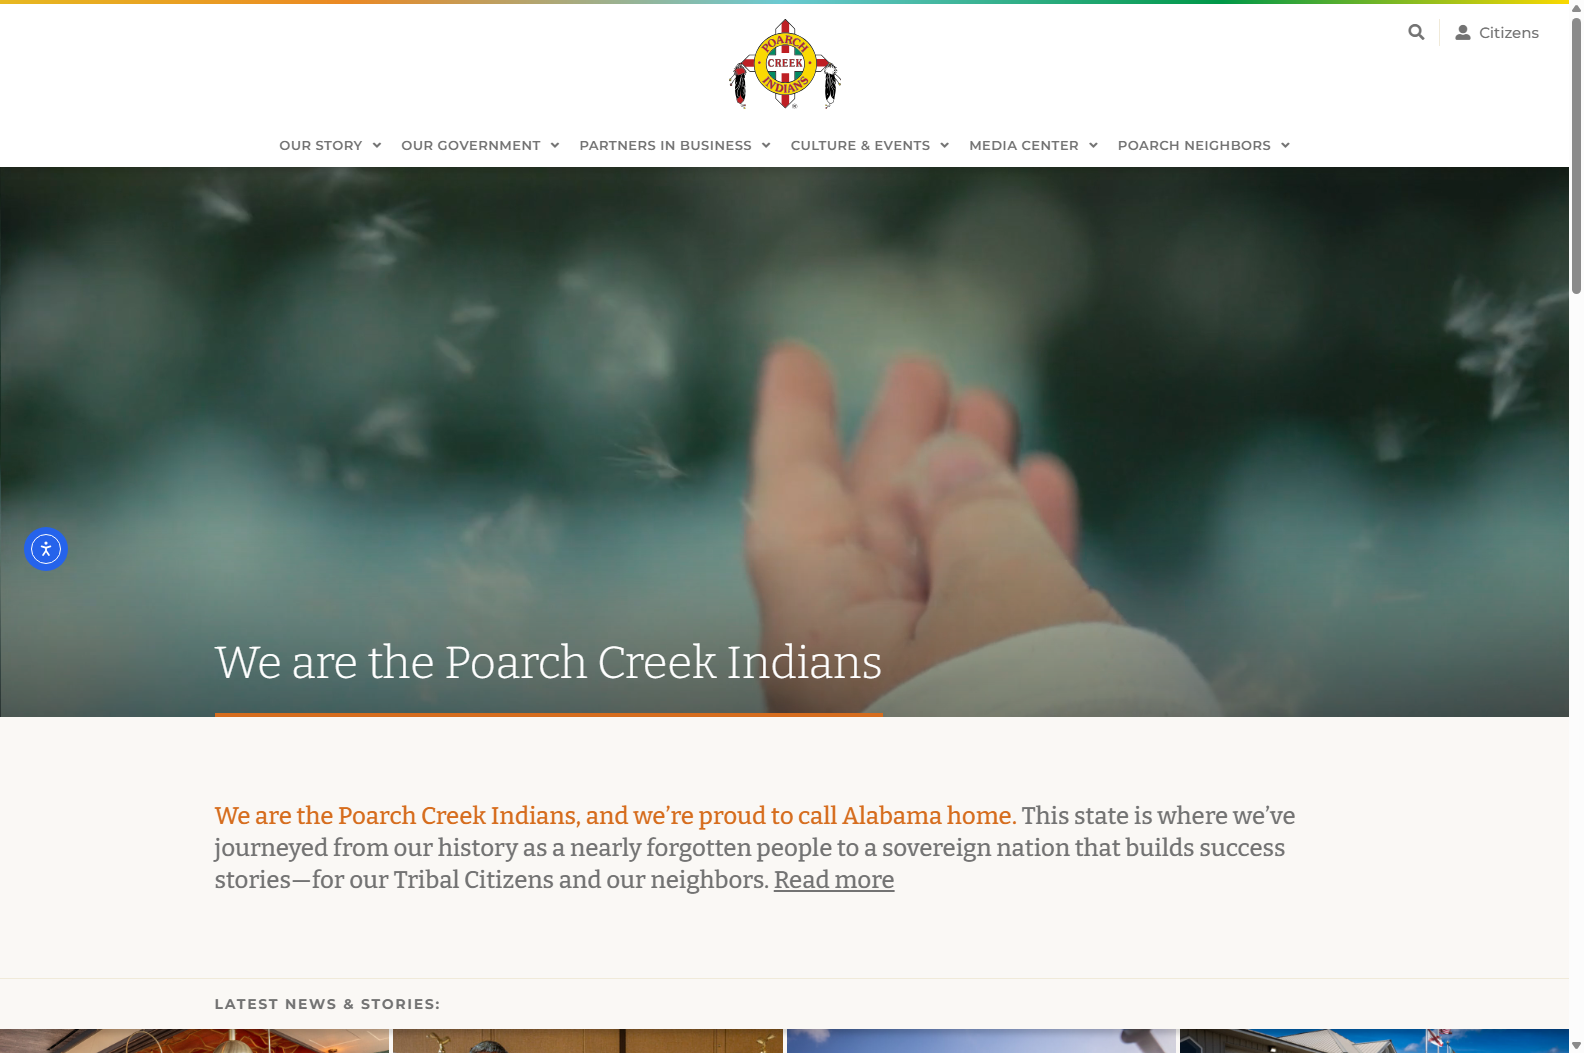 POARCH
CREEK
INDIANS
Citizens
OUR STORY
OUR GOVERNMENT
PARTNERS IN BUSINESS
CULTURE & EVENTS
MEDIA CENTER
POARCH NEIGHBORS
We are the Poarch Creek Indians
We are the Poarch Creek Indians, and we’re proud to call Alabama home. This state is where we’ve
journeyed from our history as a nearly forgotten people to a sovereign nation that builds success
stories—for our Tribal Citizens and our neighbors. Read more
LATEST NEWS & STORIES: